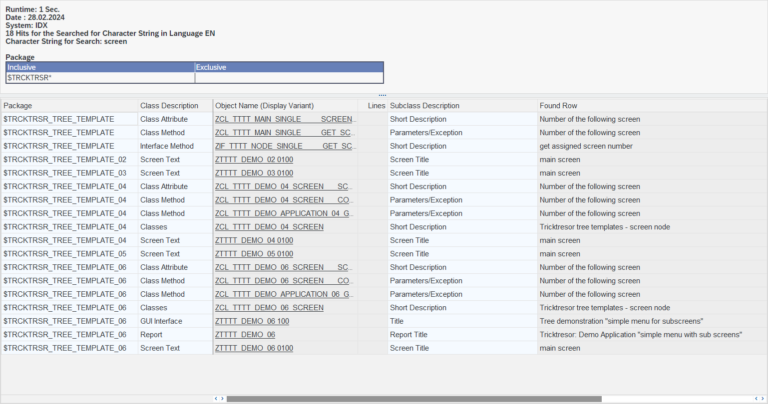 Runtime: 1 Sec.
Date : 28.02.2024
System: IDX
18 Hits for the Searched for Character String in Language EN
Character String for Search: screen
Package
Inclusive Exclusive
$TRCKTRSR*
Package Class Description Object Name (Display Variant) Lines Subclass Description Found Row
$TRCKTRSR_TREE_TEMPLATE Class Attribute ZCL_TTTT_MAIN_SINGLE____SCREEN... Short Description Number of the following screen
$TRCKTRSR_TREE_TEMPLATE Class Method ZCL_TTTT_MAIN_SINGLE____GET_SC... Parameters/Exception Number of the following screen
$TRCKTRSR_TREE_TEMPLATE Interface Method ZIF_TTTT_NODE_SINGLE____GET_SC... Short Description get assigned screen number
$TRCKTRSR_TREE_TEMPLATE_02 Screen Text ZTTTT_DEMO_02 0100 Screen Title main screen
$TRCKTRSR_TREE_TEMPLATE_03 Screen Text ZTTTT_DEMO_03 0100 Screen Title main screen
$TRCKTRSR_TREE_TEMPLATE_04 Class Attribute ZCL_TTTT_DEMO_04_SCREEN____SC... Short Description Number of the following screen
$TRCKTRSR_TREE_TEMPLATE_04 Class Method ZCL_TTTT_DEMO_04_SCREEN____CO... Parameters/Exception Number of the following screen
$TRCKTRSR_TREE_TEMPLATE_04 Class Method ZCL_TTTT_DEMO_APPLICATION_04_G... Parameters/Exception Number of the following screen
$TRCKTRSR_TREE_TEMPLATE_04 Classes ZCL_TTTT_DEMO_04_SCREEN Short Description Tricktresor tree templates - screen node
$TRCKTRSR_TREE_TEMPLATE_04 Screen Text ZTTTT_DEMO_04 0100 Screen Title main screen
$TRCKTRSR_TREE_TEMPLATE_05 Screen Text ZTTTT_DEMO_05 0100 Screen Title main screen
$TRCKTRSR_TREE_TEMPLATE_06 Class Attribute ZCL_TTTT_DEMO_06_SCREEN____SC... Short Description Number of the following screen
$TRCKTRSR_TREE_TEMPLATE_06 Class Method ZCL_TTTT_DEMO_06_SCREEN____CO... Parameters/Exception Number of the following screen
$TRCKTRSR_TREE_TEMPLATE_06 Class Method ZCL_TTTT_DEMO_APPLICATION_06_G... Parameters/Exception Number of the following screen
$TRCKTRSR_TREE_TEMPLATE_06 Classes ZCL_TTTT_DEMO_06_SCREEN Short Description Tricktresor tree templates - screen node
$TRCKTRSR_TREE_TEMPLATE_06 GUI Interface ZTTTT_DEMO_06:100 Title Tree demonstration "simple menu for subscreens"
$TRCKTRSR_TREE_TEMPLATE_06 Report ZTTTT_DEMO_06 Report Title Tricktresor: Demo Application "simple menu with sub screens"
$TRCKTRSR_TREE_TEMPLATE_06 Screen Text ZTTTT_DEMO_06 0100 Screen Title main screen